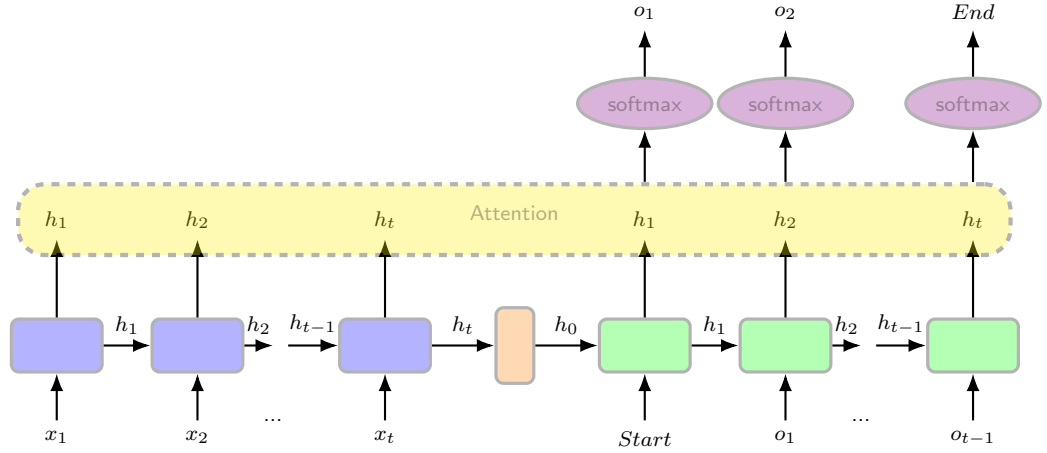 o₁ o₂ End
softmax softmax softmax
h₁ h₂ hₜ Attention h₁ h₂ hₜ
h₁ h₂ hₜ₋₁ hₜ h₀ h₁ h₂ hₜ₋₁
x₁ x₂ ... xₜ Start o₁ ... oₜ₋₁